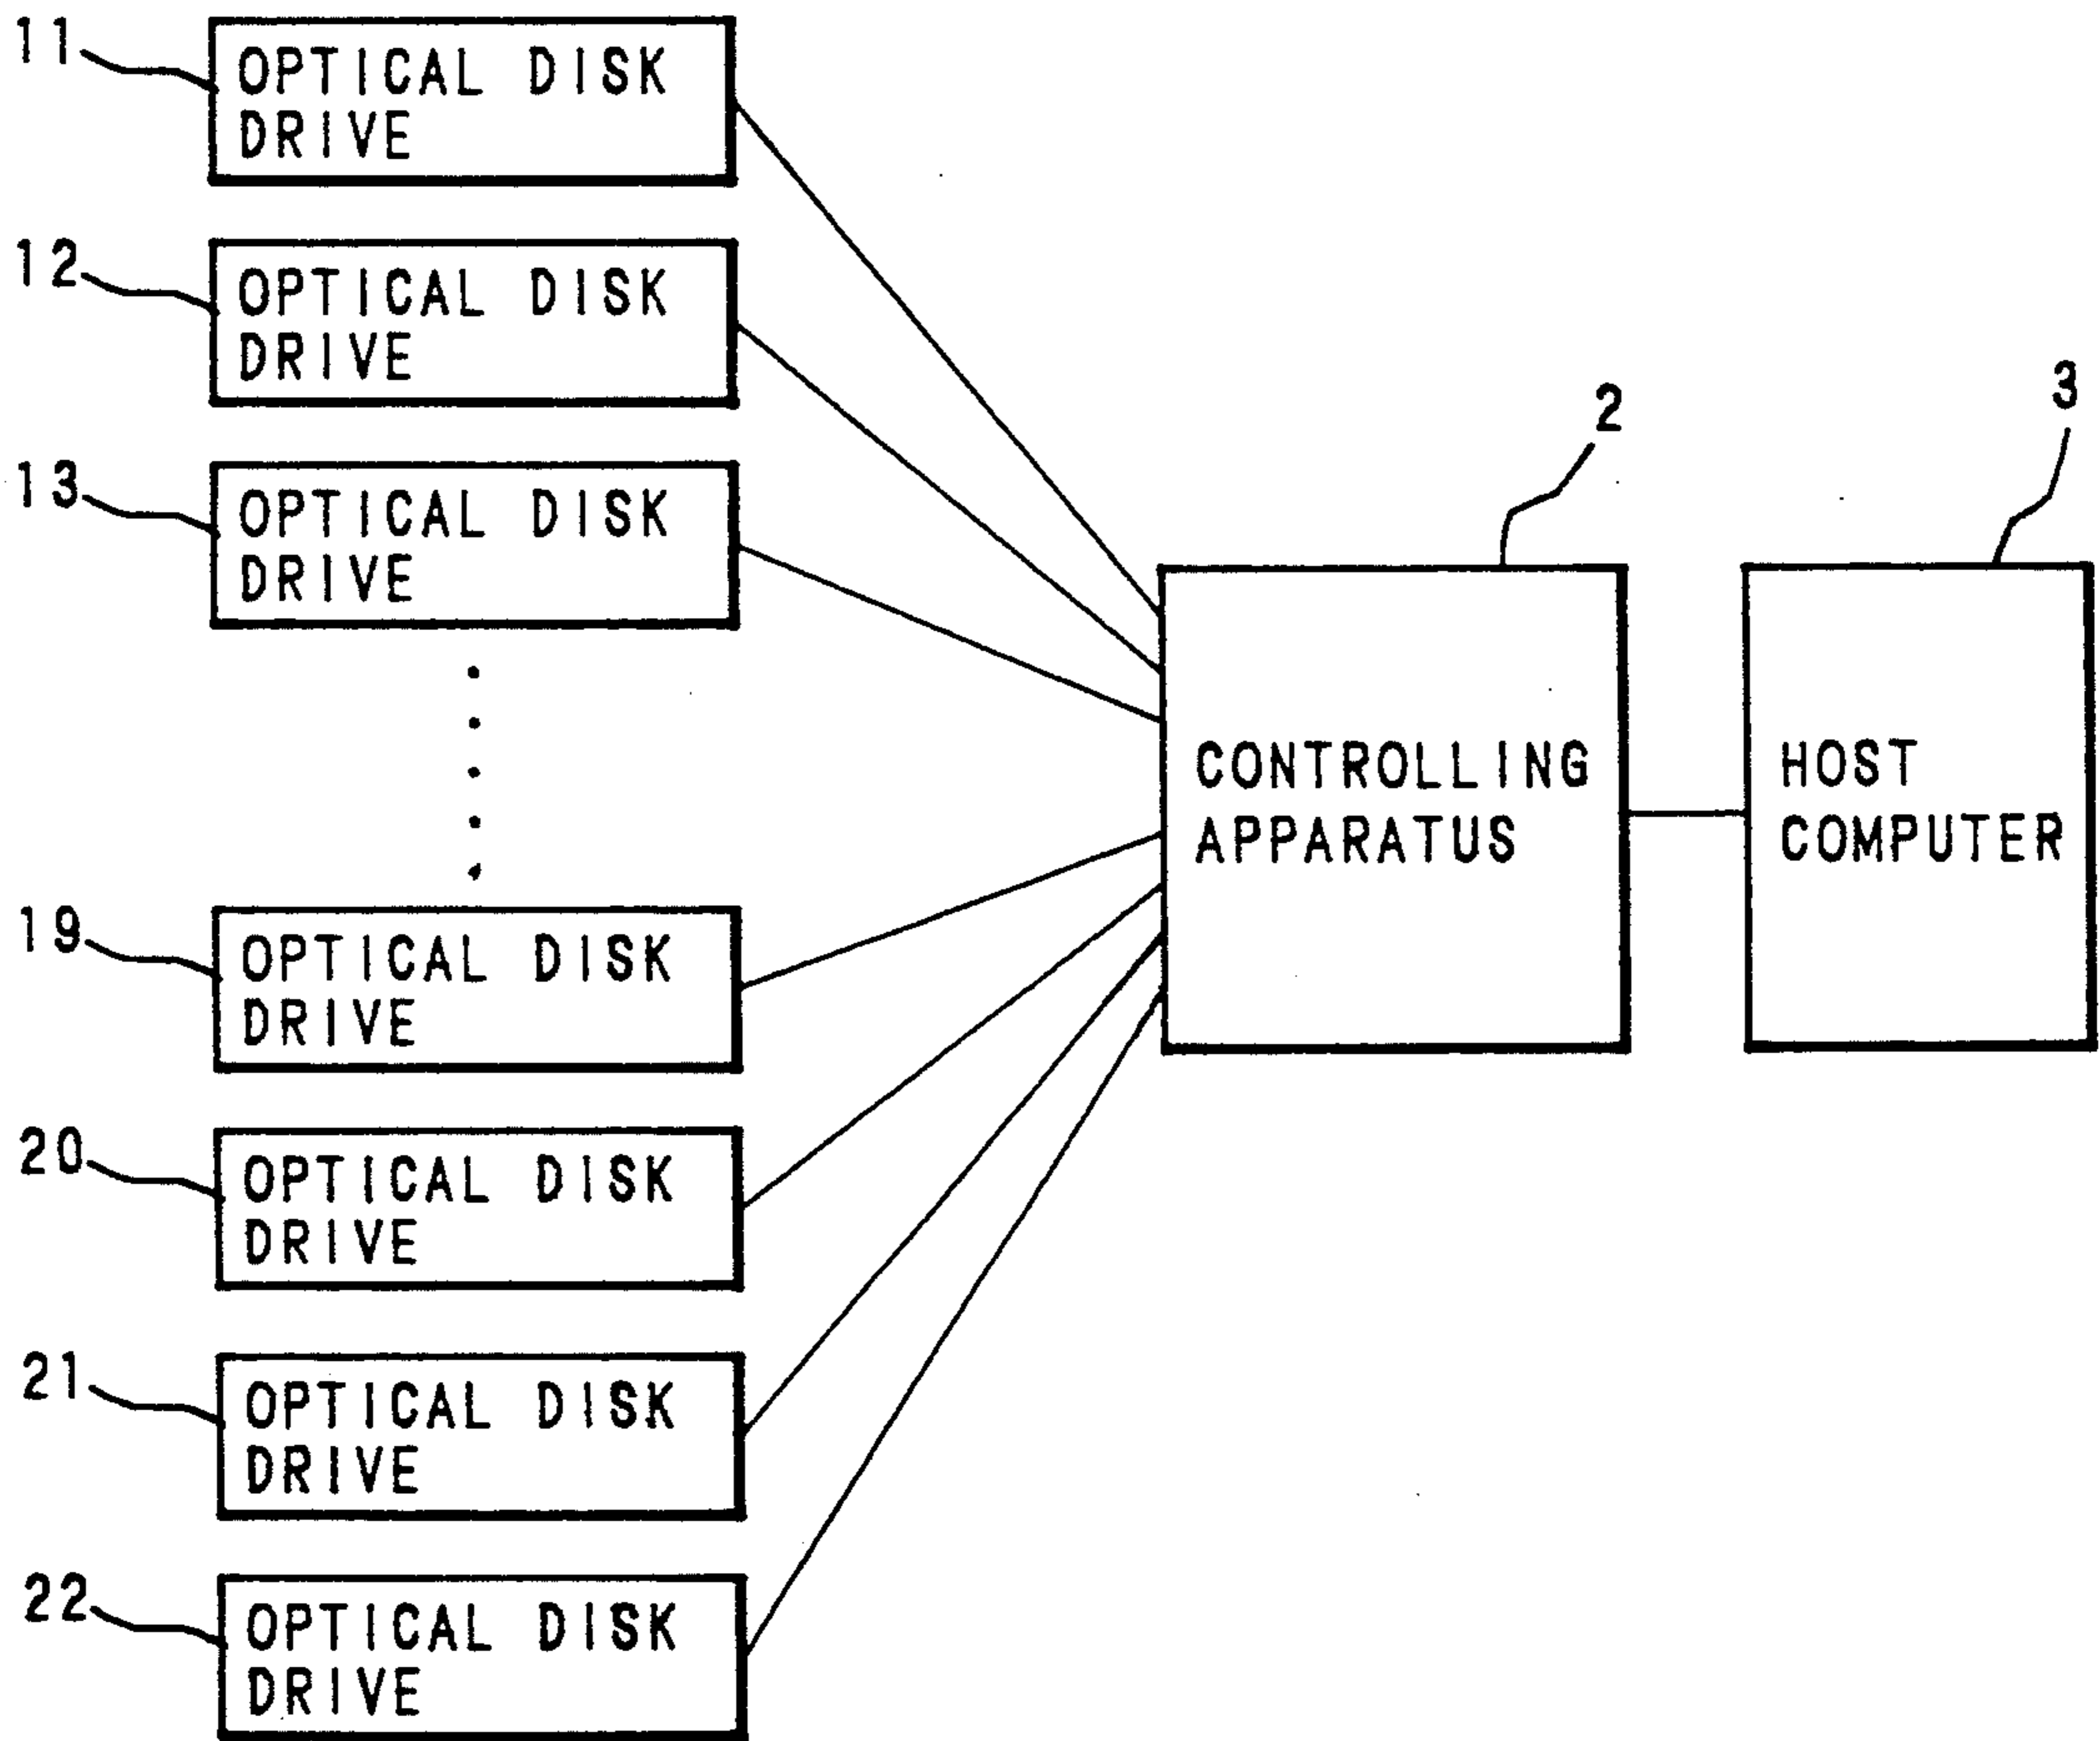 11
OPTICAL DISK
DRIVE
12
OPTICAL DISK
DRIVE
13
OPTICAL DISK
DRIVE
2
3
CONTROLLING
APPARATUS
HOST
COMPUTER
19
OPTICAL DISK
DRIVE
20
OPTICAL DISK
DRIVE
21
OPTICAL DISK
DRIVE
22
OPTICAL DISK
DRIVE